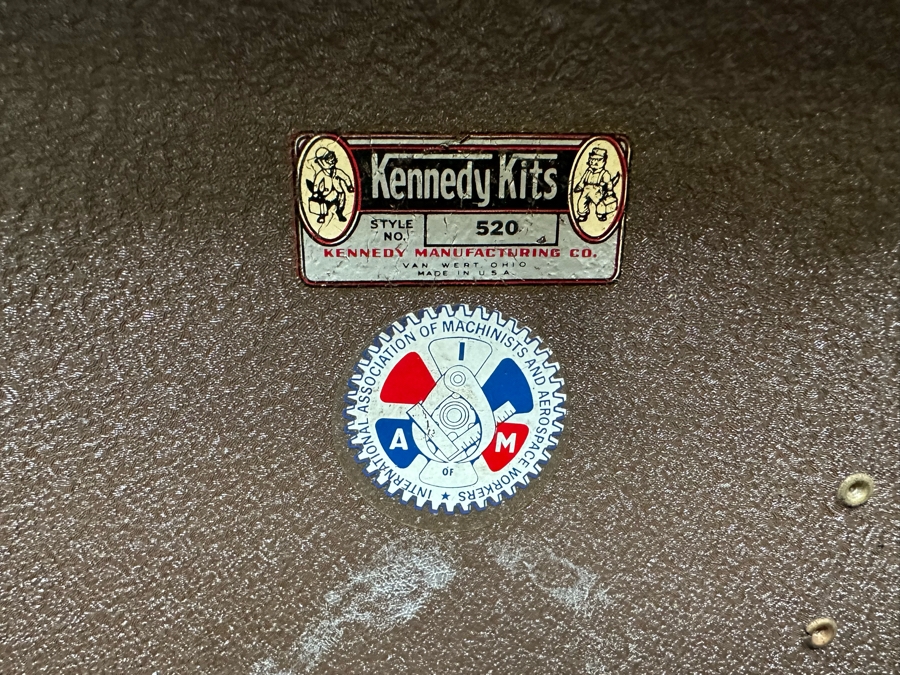 Kennedy Kits
STYLE NO. 520
KENNEDY MANUFACTURING CO.
VAN WERT, OHIO
MADE IN U.S.A.
INTERNATIONAL ASSOCIATION OF MACHINISTS AND AEROSPACE WORKERS ★
I
A M
OF